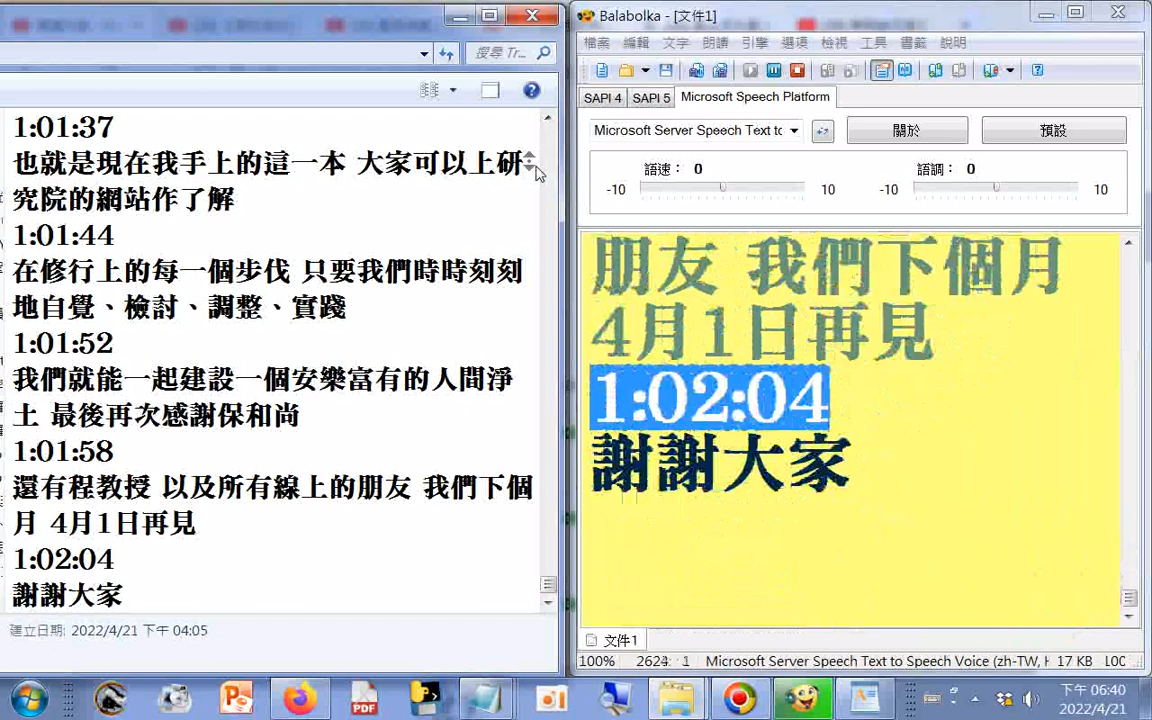 Balabolka - [文件1]
搜尋 Tr...
檔案 編輯 文字 朗讀 引擎 選項 檢視 工具 書籤 說明
SAPI 4 SAPI 5 Microsoft Speech Platform
Microsoft Server Speech Text to
關於
預設
語速: 0
-10 10
語調: 0
-10 10
1:01:37
也就是現在我手上的這一本 大家可以上研
究院的網站作了解
1:01:44
在修行上的每一個步伐 只要我們時時刻刻
地自覺、檢討、調整、實踐
1:01:52
我們就能一起建設一個安樂富有的人間淨
土 最後再次感謝保和尚
1:01:58
還有程教授 以及所有線上的朋友 我們下個
月 4月1日再見
1:02:04
謝謝大家
建立日期: 2022/4/21 下午 04:05
朋友 我們下個月
4月1日再見
1:02:04
謝謝大家
文件1
100% 2624: 1 Microsoft Server Speech Text to Speech Voice (zh-TW, H 17 KB
下午 06:40
2022/4/21